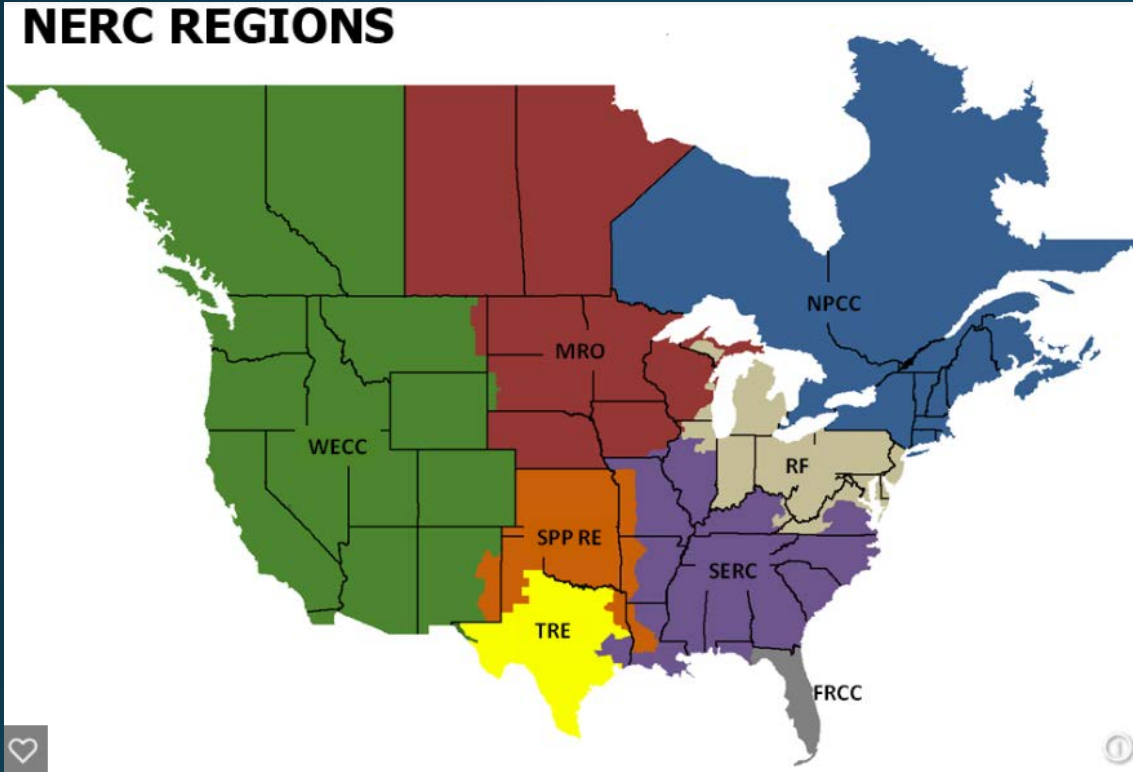 NERC REGIONS
NPCC
MRO
WECC
RF
SPP RE
SERC
TRE
FRCC